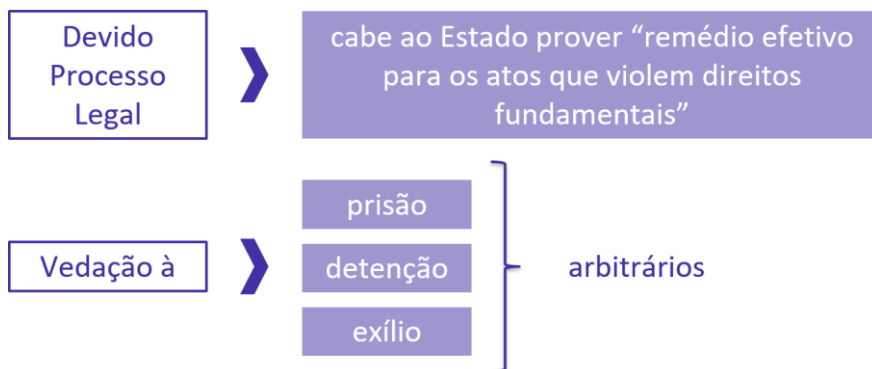 Devido
Processo
Legal
cabe ao Estado prover “remédio efetivo
para os atos que violem direitos
fundamentais”
Vedação à
prisão
detenção
exílio
arbitrários